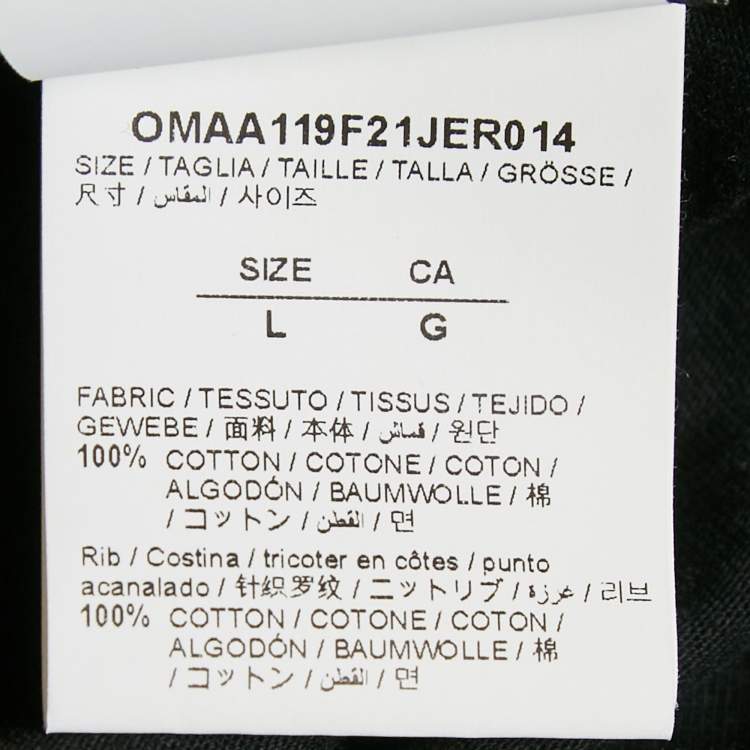 OMAA119F21JER014
SIZE / TAGLIA / TAILLE / TALLA / GRÖSSE /
尺寸 / المقاس / 사이즈
SIZE CA
L G
FABRIC / TESSUTO / TISSUS / TEJIDO /
GEWEBE / 面料 / 本体 / قماش / 원단
100% COTTON / COTONE / COTON /
ALGODÓN / BAUMWOLLE / 棉
/ コットン / القطن / 면
Rib / Costina / tricoter en côtes / punto
acanalado / 针织罗纹 / ニットリブ / غرزة / 리브
100% COTTON / COTONE / COTON /
ALGODÓN / BAUMWOLLE / 棉
/ コットン / القطن / 면